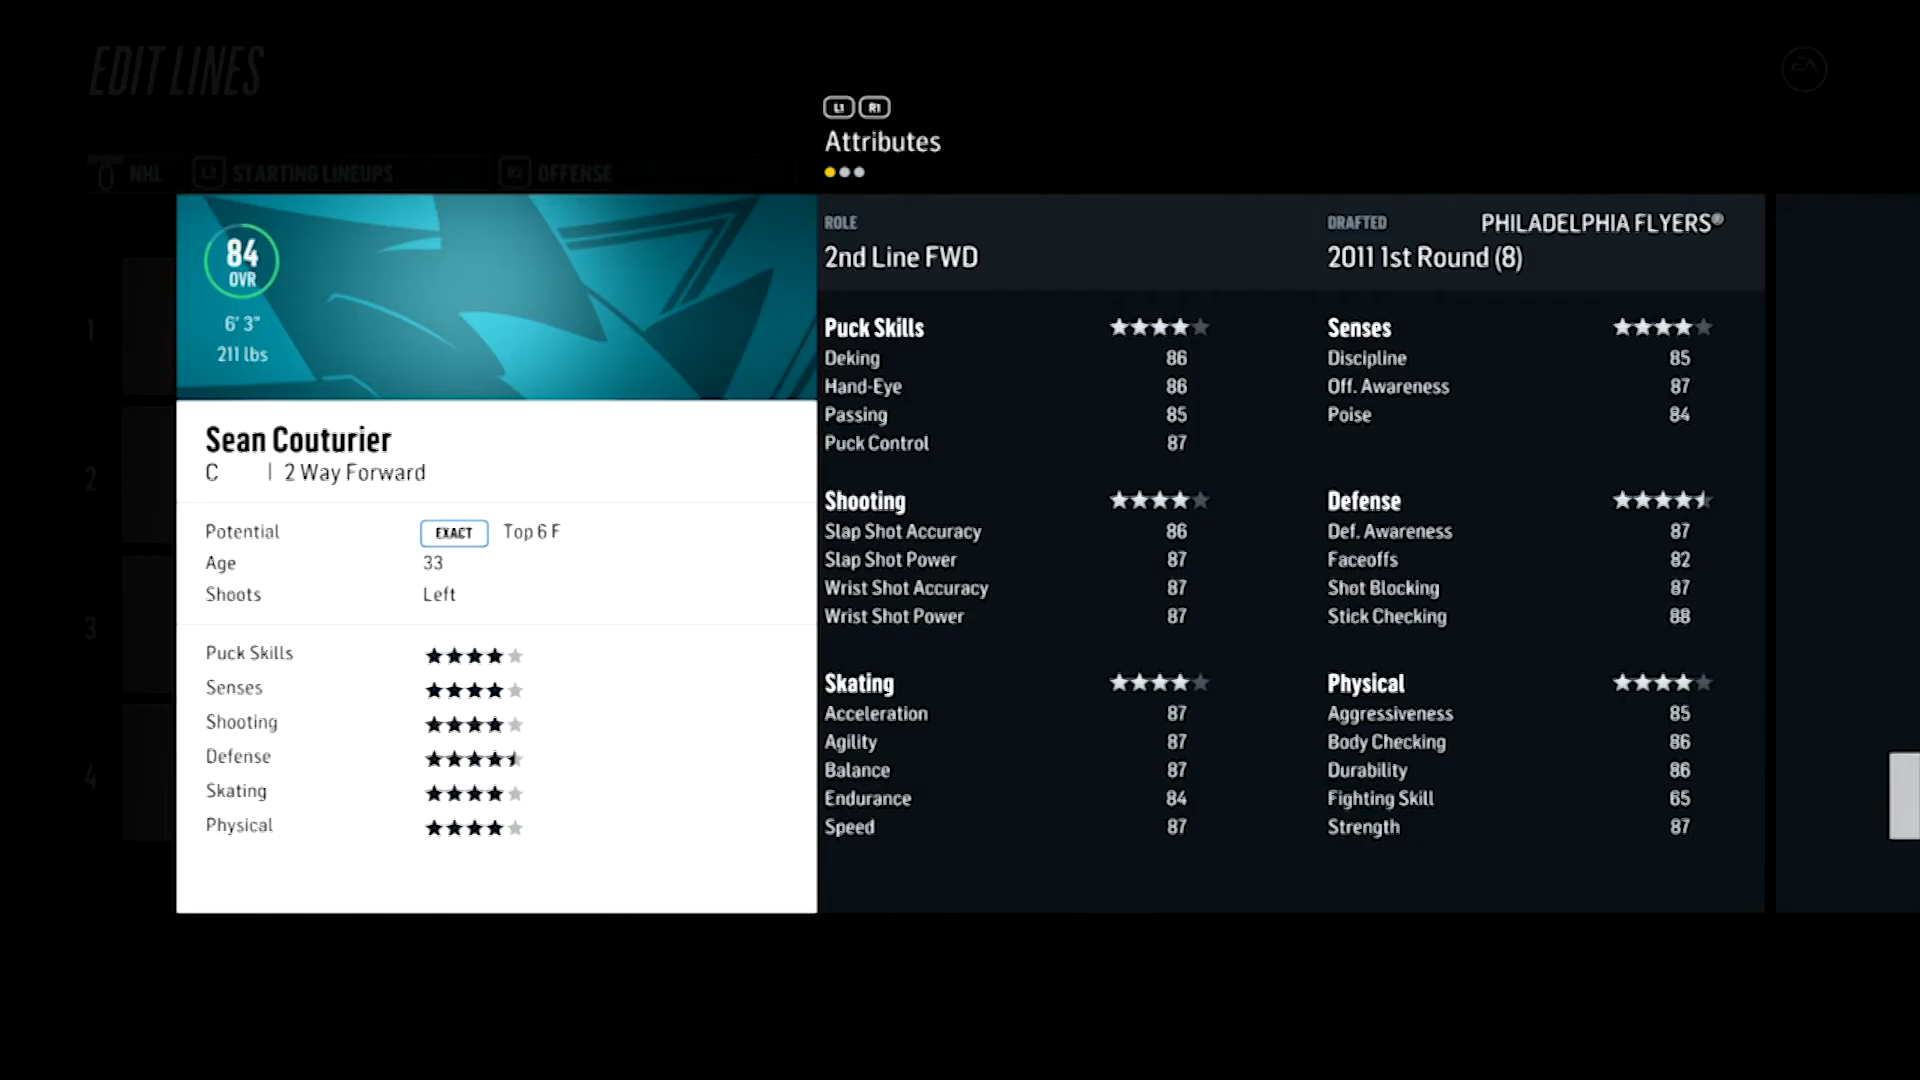 EDIT LINES
EA
L1 R1
Attributes
NHL L2 STARTING LINEUPS R2 OFFENSE
84
OVR
6' 3"
211 lbs
Sean Couturier
C | 2 Way Forward
Potential EXACT Top 6 F
Age 33
Shoots Left
Puck Skills
Senses
Shooting
Defense
Skating
Physical
1
2
3
4
ROLE
2nd Line FWD
DRAFTED PHILADELPHIA FLYERS®
2011 1st Round (8)
Puck Skills
Deking 86
Hand-Eye 86
Passing 85
Puck Control 87
Senses
Discipline 85
Off. Awareness 87
Poise 84
Shooting
Slap Shot Accuracy 86
Slap Shot Power 87
Wrist Shot Accuracy 87
Wrist Shot Power 87
Defense
Def. Awareness 87
Faceoffs 82
Shot Blocking 87
Stick Checking 88
Skating
Acceleration 87
Agility 87
Balance 87
Endurance 84
Speed 87
Physical
Aggressiveness 85
Body Checking 86
Durability 86
Fighting Skill 65
Strength 87